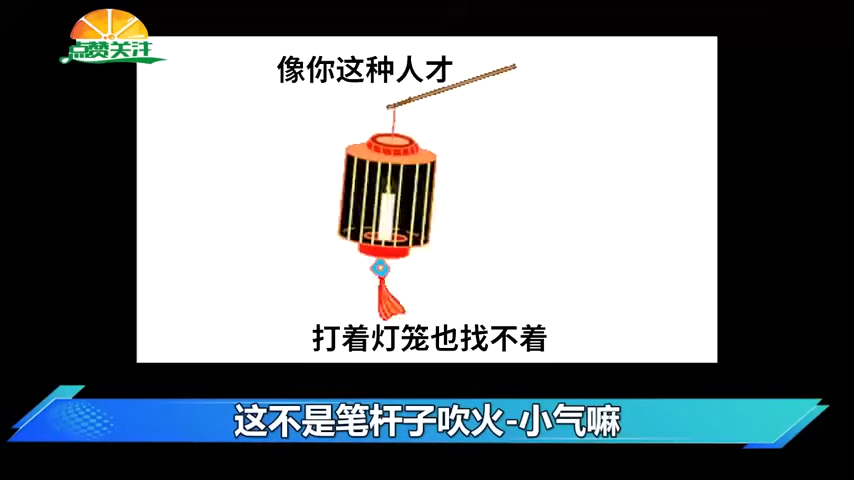 点赞关注
像你这种人才
打着灯笼也找不着
这不是笔杆子吹火-小气嘛